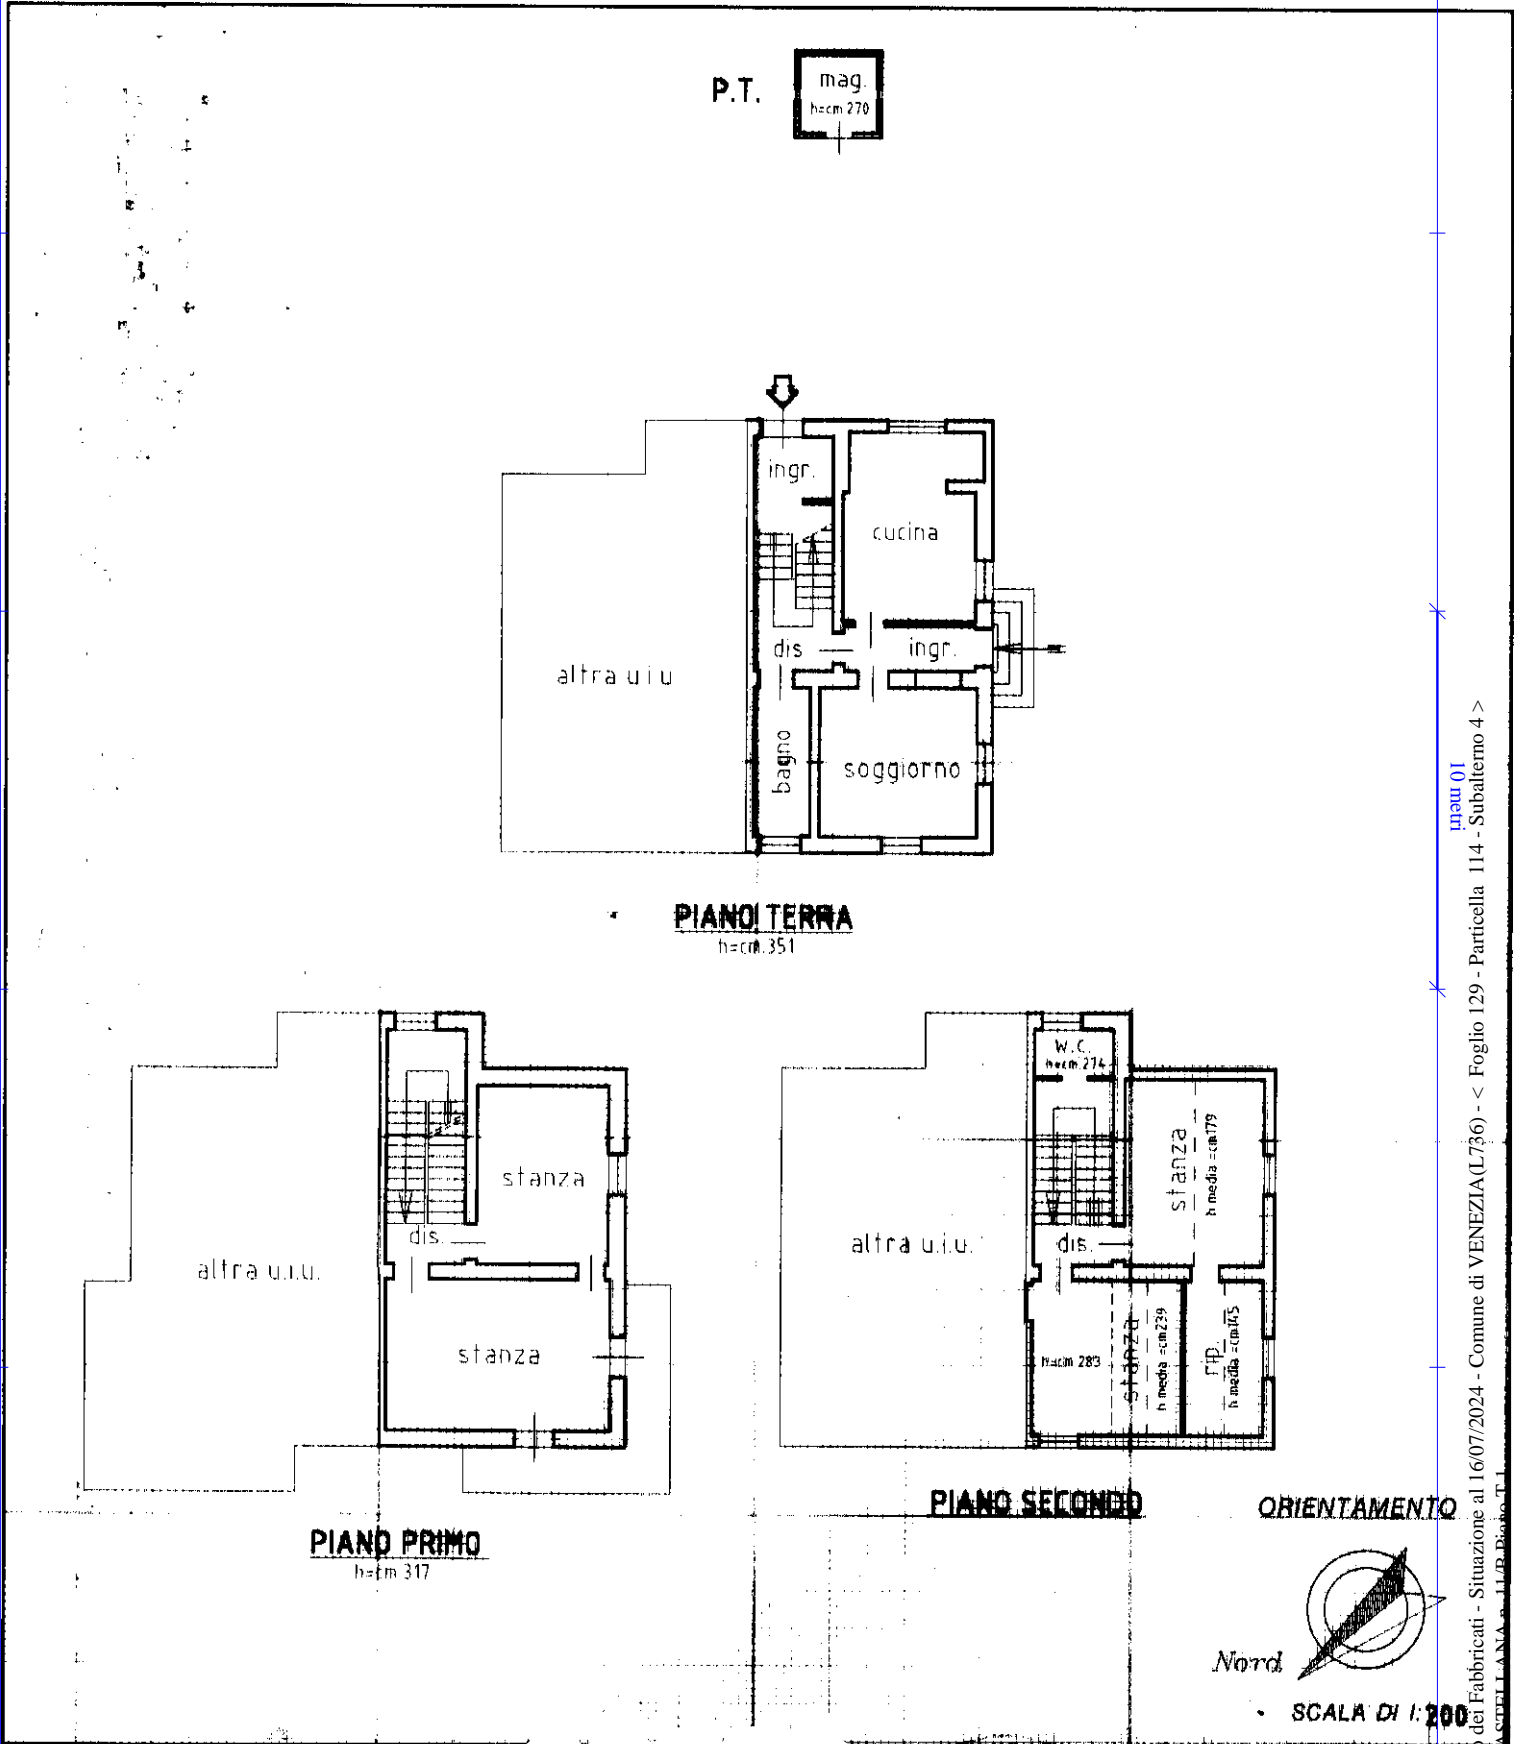 P.T.
mag.
h=cm 270
ingr.
cucina
dis
ingr.
altra u i u
bagno
soggiorno
PIANO TERRA
h=cm.351
10 metri
stanza
dis.
altra u.i.u.
stanza
PIANO PRIMO
h=cm 317
W.C.
h=cm 274
stanza
h media =cm179
dis.
altra u.i.u.
h=cm 283
stanza
h media =cm239
rip.
h media =cm145
PIANO SECONDO
ORIENTAMENTO
Nord
SCALA DI 1:200
dei Fabbricati - Situazione al 16/07/2024 - Comune di VENEZIA(L736) - < Foglio 129 - Particella 114 - Subalterno 4 >